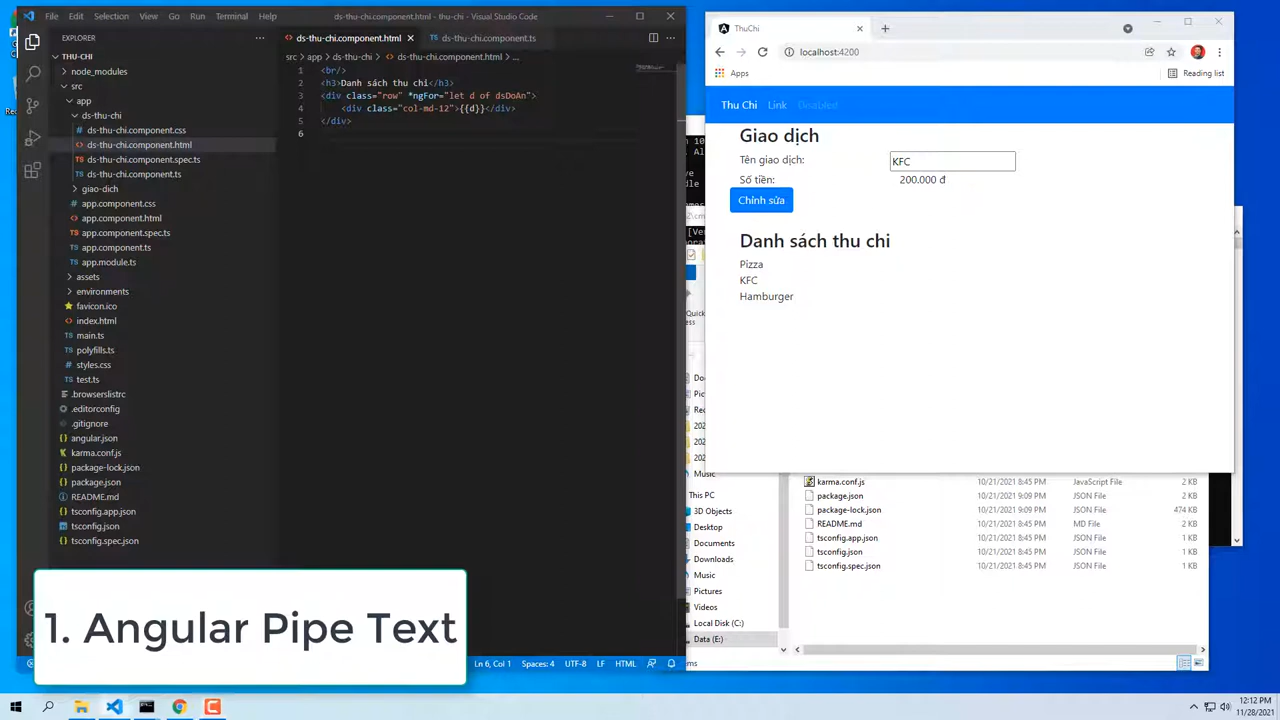 File Edit Selection View Go Run Terminal Help
ds-thu-chi.component.html - thu-chi - Visual Studio Code
EXPLORER
ds-thu-chi.component.html
ds-thu-chi.component.ts
THU-CHI
src > app > ds-thu-chi > ds-thu-chi.component.html > ...
node_modules
src
app
ds-thu-chi
ds-thu-chi.component.css
ds-thu-chi.component.html
ds-thu-chi.component.spec.ts
ds-thu-chi.component.ts
giao-dich
app.component.css
app.component.html
app.component.spec.ts
app.component.ts
app.module.ts
assets
environments
favicon.ico
index.html
main.ts
polyfills.ts
styles.css
test.ts
.browserslistrc
.editorconfig
.gitignore
angular.json
karma.conf.js
package-lock.json
package.json
README.md
tsconfig.app.json
tsconfig.json
tsconfig.spec.json
1 <br/>
2 <h3>Danh sách thu chi</h3>
3 <div class="row" *ngFor="let d of dsDoAn">
4 <div class="col-md-12">{{d}}</div>
5 </div>
6
1. Angular Pipe Text
Ln 6, Col 1 Spaces: 4 UTF-8 LF HTML
ThuChi
localhost:4200
Apps
Reading list
Thu Chi Link Disabled
Giao dịch
Tên giao dịch: KFC
Số tiền: 200.000 đ
Chỉnh sửa
Danh sách thu chi
Pizza
KFC
Hamburger
Music
This PC
3D Objects
Desktop
Documents
Downloads
Music
Pictures
Videos
Local Disk (C:)
Data (E:)
karma.conf.js 10/21/2021 8:45 PM JavaScript File 2 KB
package.json 10/21/2021 9:09 PM JSON File 2 KB
package-lock.json 10/21/2021 9:09 PM JSON File 474 KB
README.md 10/21/2021 8:45 PM MD File 2 KB
tsconfig.app.json 10/21/2021 8:45 PM JSON File 1 KB
tsconfig.json 10/21/2021 8:45 PM JSON File 1 KB
tsconfig.spec.json 10/21/2021 8:45 PM JSON File 1 KB
12:12 PM
11/28/2021